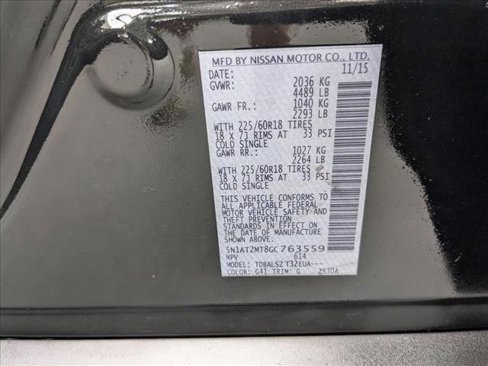 MFD BY NISSAN MOTOR CO., LTD.
DATE: 11/15
GVWR: 2036 KG
4489 LB
GAWR FR.: 1040 KG
2293 LB
WITH 225/60R18 TIRES
18 X 7J RIMS AT 33 PSI
COLD SINGLE
GAWR RR.: 1027 KG
2264 LB
WITH 225/60R18 TIRES
18 X 7J RIMS AT 33 PSI
COLD SINGLE
THIS VEHICLE CONFORMS TO
ALL APPLICABLE FEDERAL
MOTOR VEHICLE SAFETY AND
THEFT PREVENTION
STANDARDS IN EFFECT ON
THE DATE OF MANUFACTURE
SHOWN ABOVE.
5N1AT2MT8GC763559
MPV 614
MODEL: TDBALSZ T32EUA---
COLOR: G41 TRIM: G ZS30A